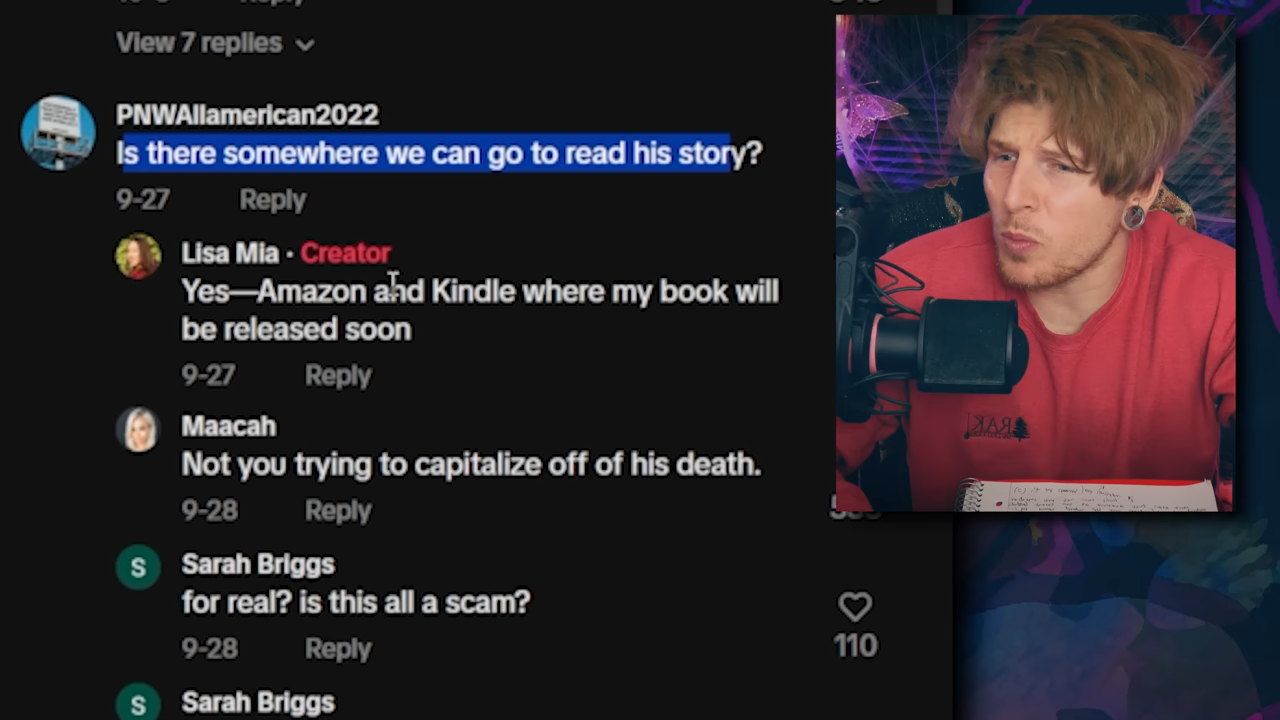 View 7 replies
PNWAllamerican2022
Is there somewhere we can go to read his story?
9-27 Reply
Lisa Mia · Creator
Yes—Amazon and Kindle where my book will
be released soon
9-27 Reply
Maacah
Not you trying to capitalize off of his death.
9-28 Reply
S
Sarah Briggs
for real? is this all a scam?
9-28 Reply
110
S
Sarah Briggs